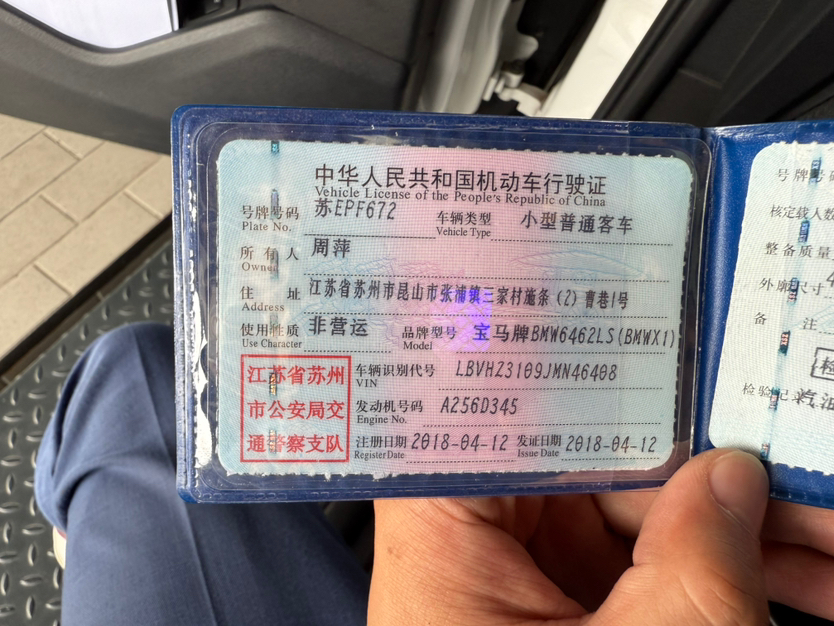 中华人民共和国机动车行驶证
Vehicle License of the People's Republic of China
号牌号码 苏EPF672 车辆类型 小型普通客车
Plate No. Vehicle Type
所有人 周萍
Owner
住址 江苏省苏州市昆山市张浦镇三家村施条(2)曹巷1号
Address
使用性质 非营运 品牌型号 宝马牌BMW6462LS(BMWX1)
Use Character Model
江苏省苏州
市公安局交
通警察支队
车辆识别代号 LBVHZ3109JMN46408
VIN
发动机号码 A256D345
Engine No.
注册日期 2018-04-12 发证日期 2018-04-12
Register Date Issue Date
号牌号码
核定载人数
整备质量
外廓尺寸
备注
检验记